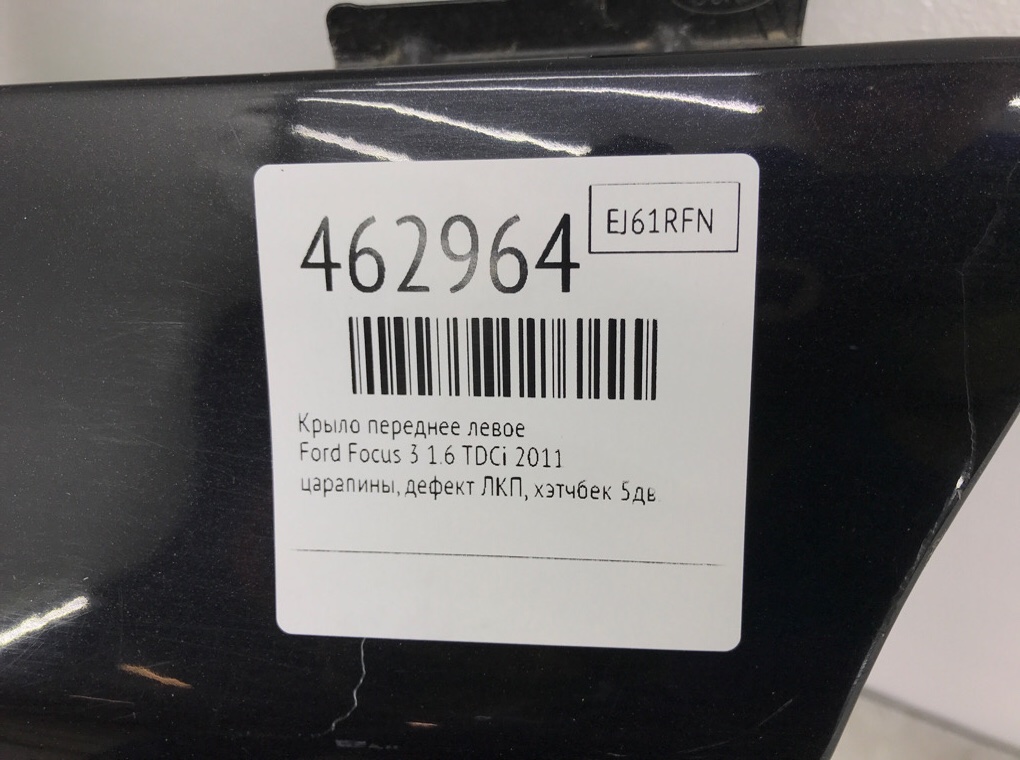 462964
EJ61RFN
Крыло переднее левое
Ford Focus 3 1.6 TDCi 2011
царапины, дефект ЛКП, хэтчбек 5дв.